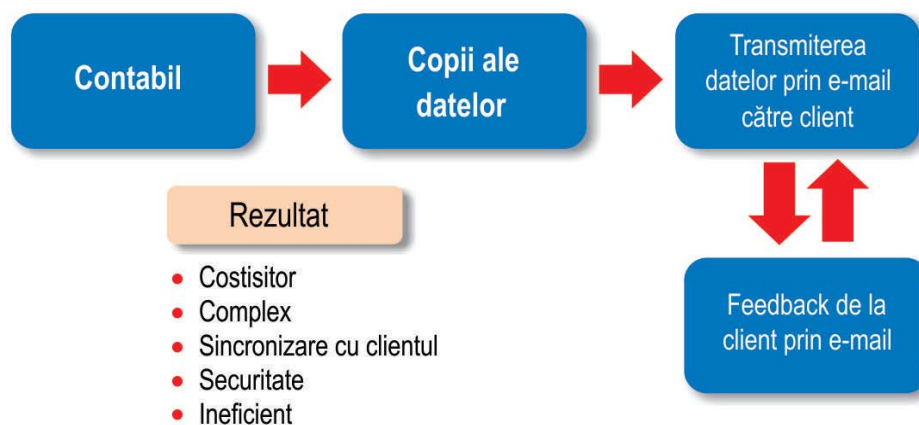 Contabil
Copii ale
datelor
Transmiterea
datelor prin e-mail
către client
Rezultat
Costisitor
Complex
Sincronizare cu clientul
Securitate
Ineficient
Feedback de la
client prin e-mail